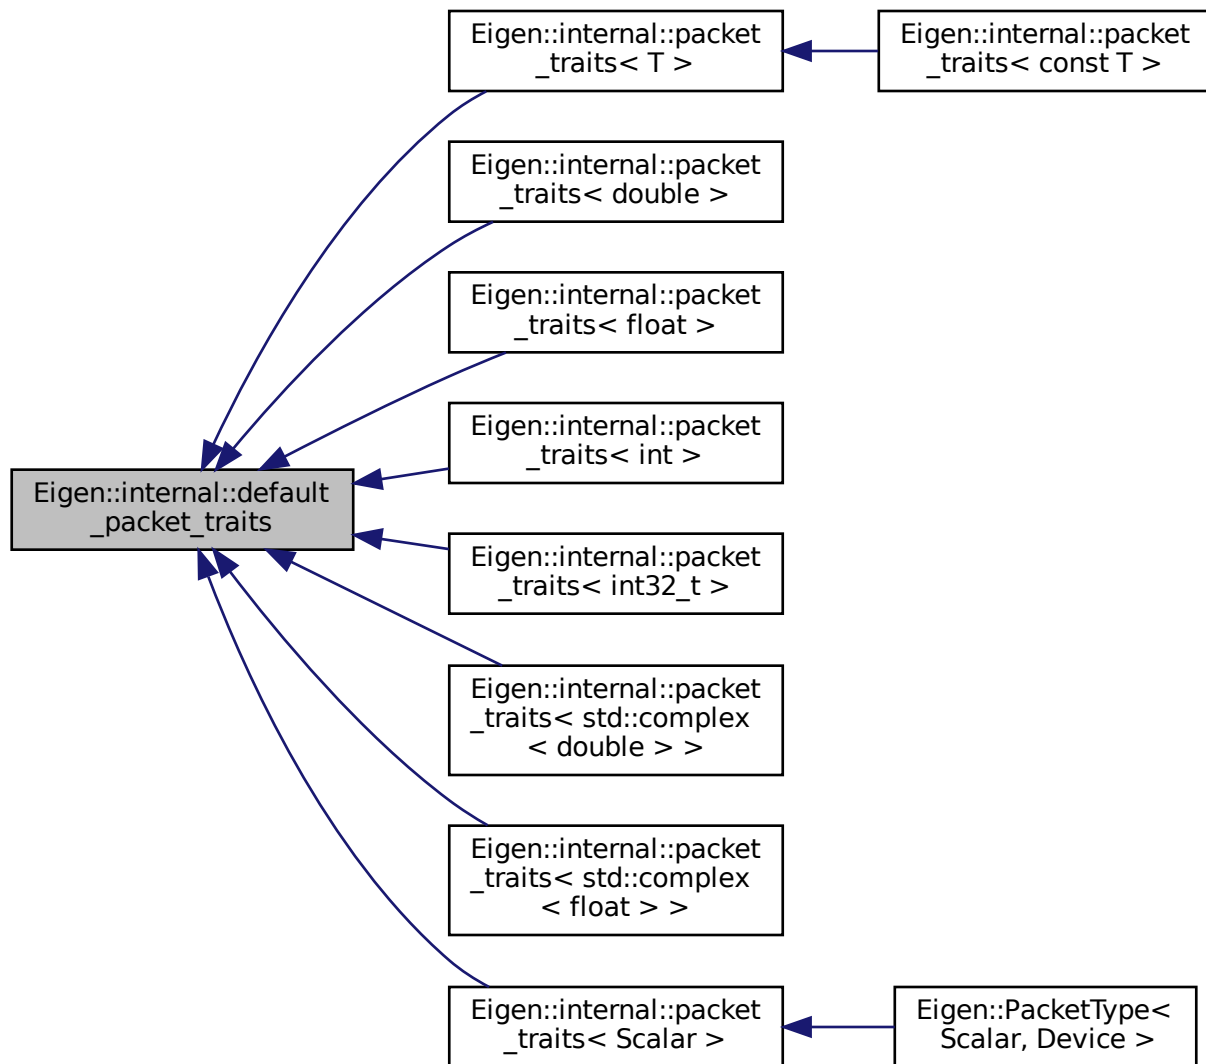 Eigen::internal::packet
_traits< T >
Eigen::internal::packet
_traits< const T >
Eigen::internal::packet
_traits< double >
Eigen::internal::packet
_traits< float >
Eigen::internal::packet
_traits< int >
Eigen::internal::default
_packet_traits
Eigen::internal::packet
_traits< int32_t >
Eigen::internal::packet
_traits< std::complex
< double > >
Eigen::internal::packet
_traits< std::complex
< float > >
Eigen::internal::packet
_traits< Scalar >
Eigen::PacketType<
Scalar, Device >